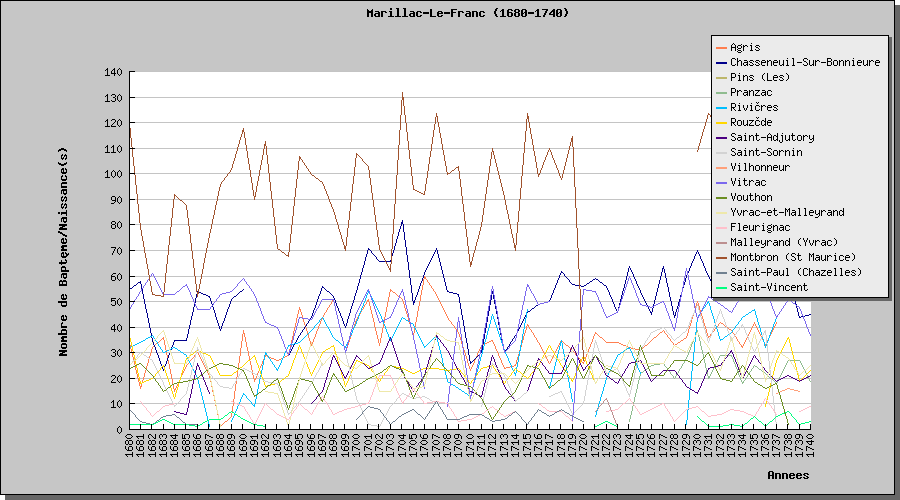 Marillac-Le-Franc (1680-1740)
Agris
Chasseneuil-Sur-Bonnieure
Pins (Les)
Pranzac
Rivičres
Rouzčde
Saint-Adjutory
Saint-Sornin
Vilhonneur
Vitrac
Vouthon
Yvrac-et-Malleyrand
Fleurignac
Malleyrand (Yvrac)
Montbron (St Maurice)
Saint-Paul (Chazelles)
Saint-Vincent
Nombre de Baptęme/Naissance(s)
140
130
120
110
100
90
80
70
60
50
40
30
20
10
0
1680 1681 1682 1683 1684 1685 1686 1687 1688 1689 1690 1691 1692 1693 1694 1695 1696 1697 1698 1699 1700 1701 1702 1703 1704 1705 1706 1707 1708 1709 1710 1711 1712 1713 1714 1715 1716 1717 1718 1719 1720 1721 1722 1723 1724 1725 1726 1727 1728 1729 1730 1731 1732 1733 1734 1735 1736 1737 1738 1739 1740
Annees